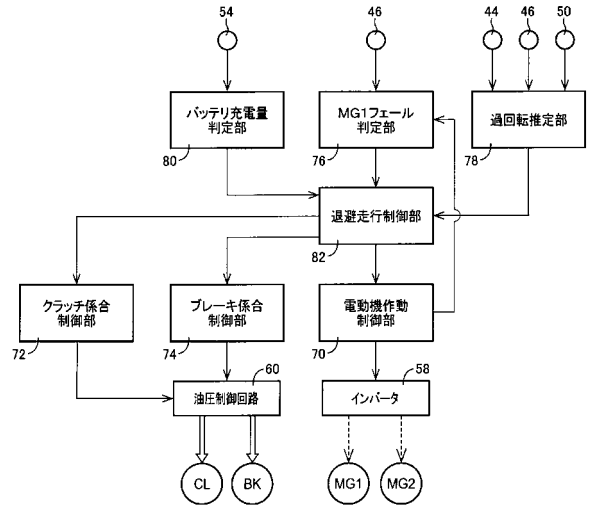 54
46
44
46
50
バッテリ充電量
判定部
80
MG1フェール
判定部
76
過回転推定部
78
退避走行制御部
82
クラッチ係合
制御部
72
ブレーキ係合
制御部
74
電動機作動
制御部
70
油圧制御回路
60
インバータ
58
CL
BK
MG1
MG2